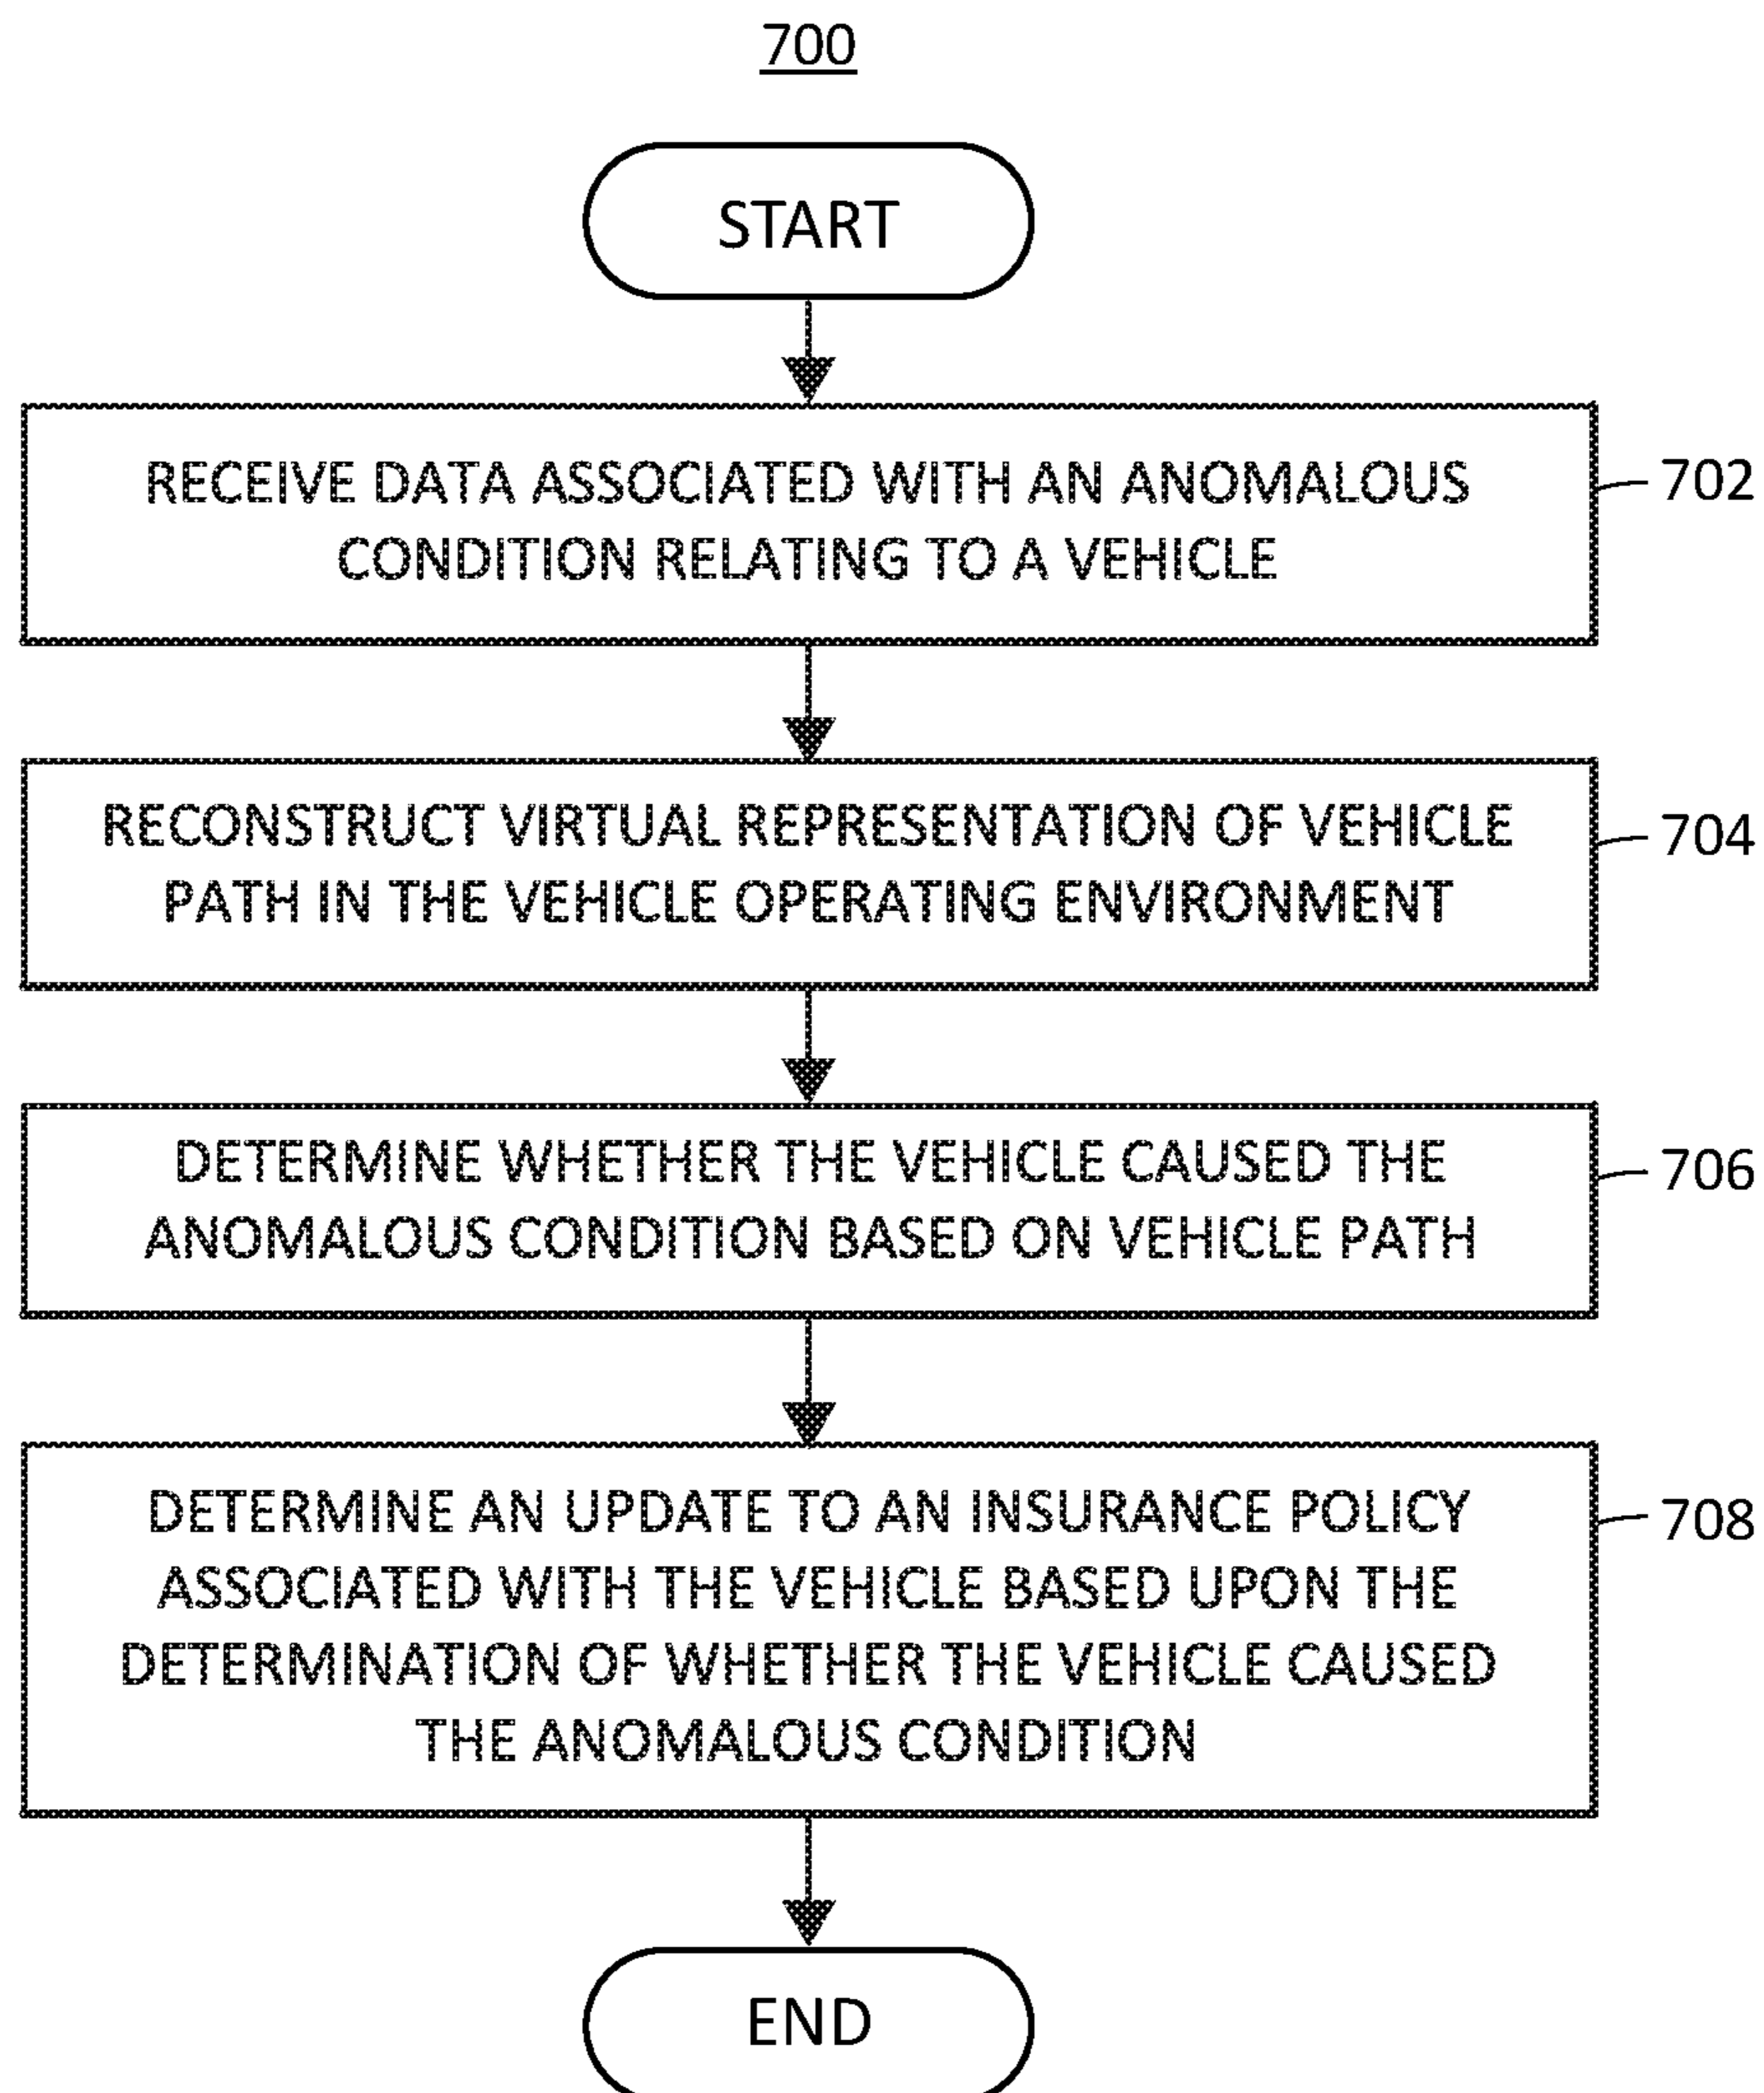 700
START
RECEIVE DATA ASSOCIATED WITH AN ANOMALOUS
CONDITION RELATING TO A VEHICLE
702
RECONSTRUCT VIRTUAL REPRESENTATION OF VEHICLE
PATH IN THE VEHICLE OPERATING ENVIRONMENT
704
DETERMINE WHETHER THE VEHICLE CAUSED THE
ANOMALOUS CONDITION BASED ON VEHICLE PATH
706
DETERMINE AN UPDATE TO AN INSURANCE POLICY
ASSOCIATED WITH THE VEHICLE BASED UPON THE
DETERMINATION OF WHETHER THE VEHICLE CAUSED
THE ANOMALOUS CONDITION
708
END